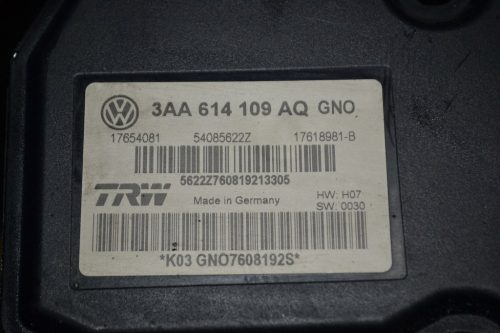 3AA 614 109 AQ GNO
17654081 54085622Z 17618981-B
5622Z760819213305
TRW Made in Germany HW: H07
SW: 0030
*K03 GNO7608192S*